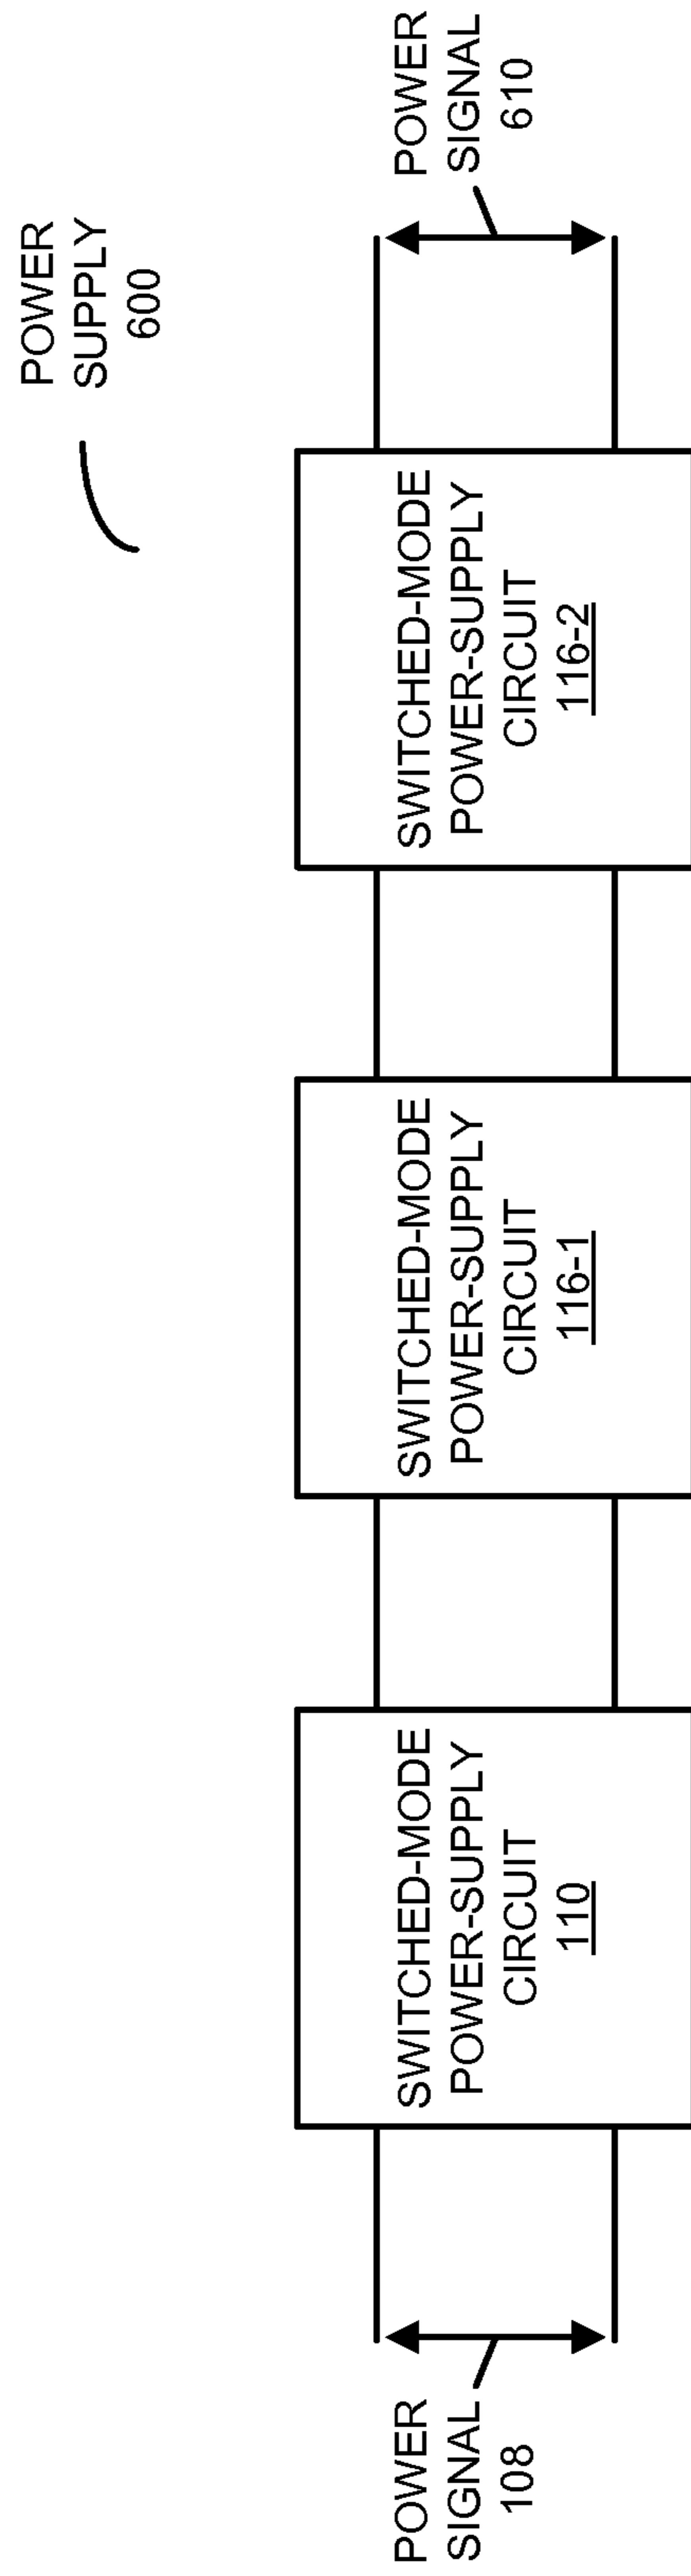 POWER
SUPPLY
600
POWER
SIGNAL
108
SWITCHED-MODE
POWER-SUPPLY
CIRCUIT
110
SWITCHED-MODE
POWER-SUPPLY
CIRCUIT
116-1
SWITCHED-MODE
POWER-SUPPLY
CIRCUIT
116-2
POWER
SIGNAL
610